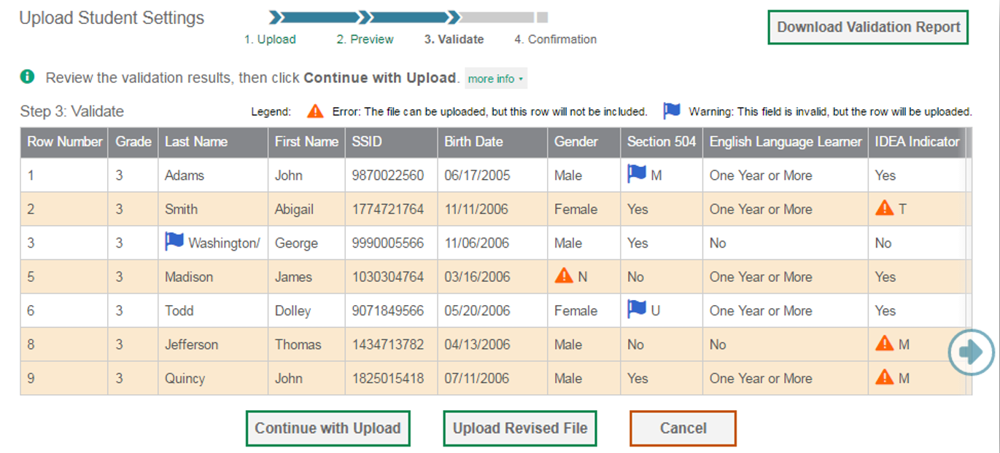 Upload Student Settings
1. Upload 2. Preview 3. Validate 4. Confirmation
Download Validation Report
Review the validation results, then click Continue with Upload. more info
Step 3: Validate Legend: Error: The file can be uploaded, but this row will not be included. Warning: This field is invalid, but the row will be uploaded.
Row Number Grade Last Name First Name SSID Birth Date Gender Section 504 English Language Learner IDEA Indicator
1 3 Adams John 9870022560 06/17/2005 Male M One Year or More Yes
2 3 Smith Abigail 1774721764 11/11/2006 Female Yes One Year or More T
3 3 Washington/ George 9990005566 11/06/2006 Male Yes No No
5 3 Madison James 1030304764 03/16/2006 N No One Year or More Yes
6 3 Todd Dolley 9071849566 05/20/2006 Female U One Year or More Yes
8 3 Jefferson Thomas 1434713782 04/13/2006 Male No No M
9 3 Quincy John 1825015418 07/11/2006 Male Yes One Year or More M
Continue with Upload Upload Revised File Cancel